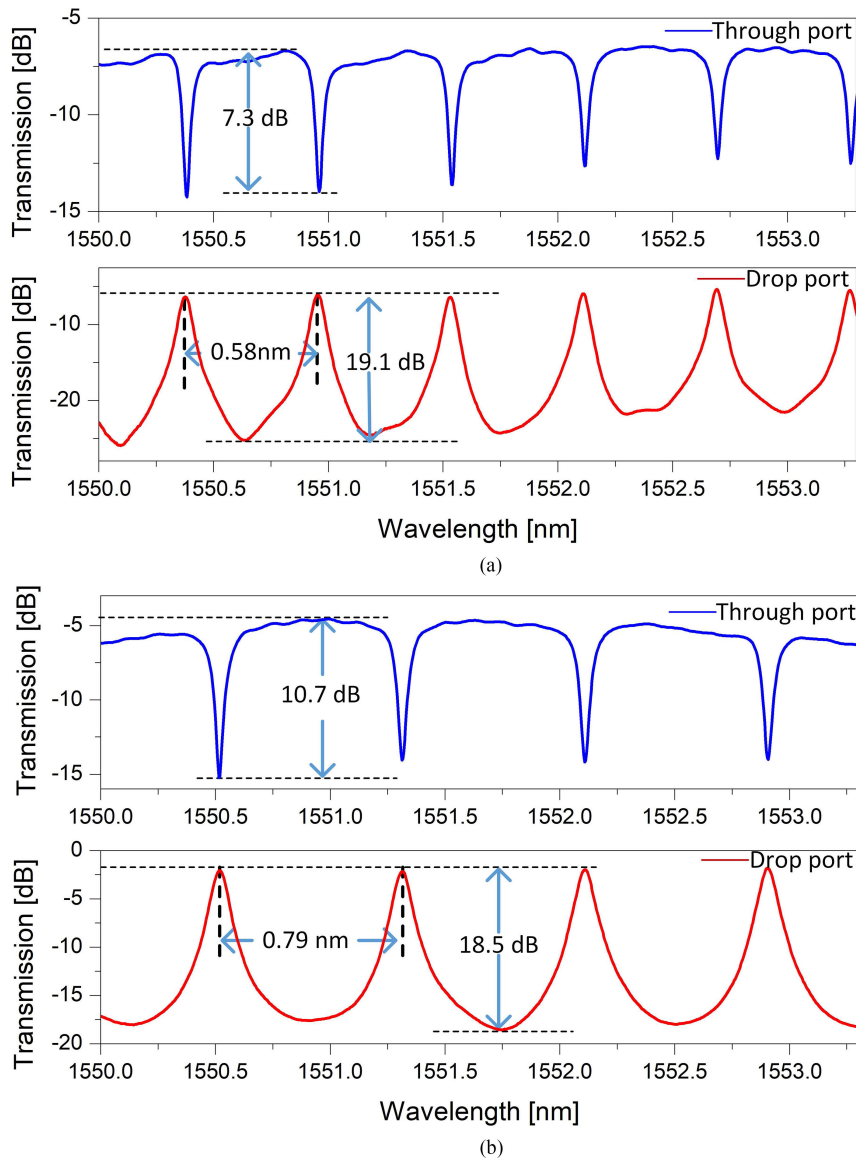 -5
Through port
Transmission [dB]
7.3 dB
-10
-15
1550.0 1550.5 1551.0 1551.5 1552.0 1552.5 1553.0
Drop port
Transmission [dB]
-10
0.58nm
19.1 dB
-20
1550.0 1550.5 1551.0 1551.5 1552.0 1552.5 1553.0
Wavelength [nm]
(a)
Through port
Transmission [dB]
-5
10.7 dB
-10
-15
1550.0 1550.5 1551.0 1551.5 1552.0 1552.5 1553.0
0
Drop port
Transmission [dB]
-5
0.79 nm
18.5 dB
-10
-15
-20
1550.0 1550.5 1551.0 1551.5 1552.0 1552.5 1553.0
Wavelength [nm]
(b)